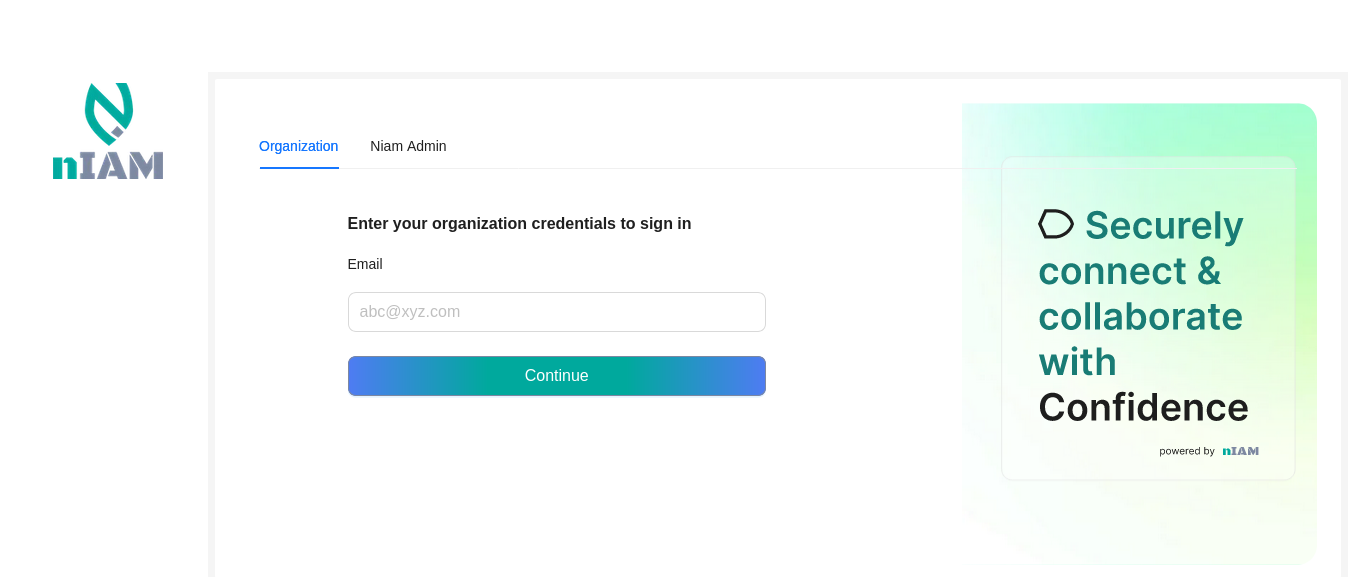 nIAM
Organization Niam Admin
Enter your organization credentials to sign in
Email
abc@xyz.com
Continue
Securely
connect &
collaborate
with
Confidence
powered by nIAM